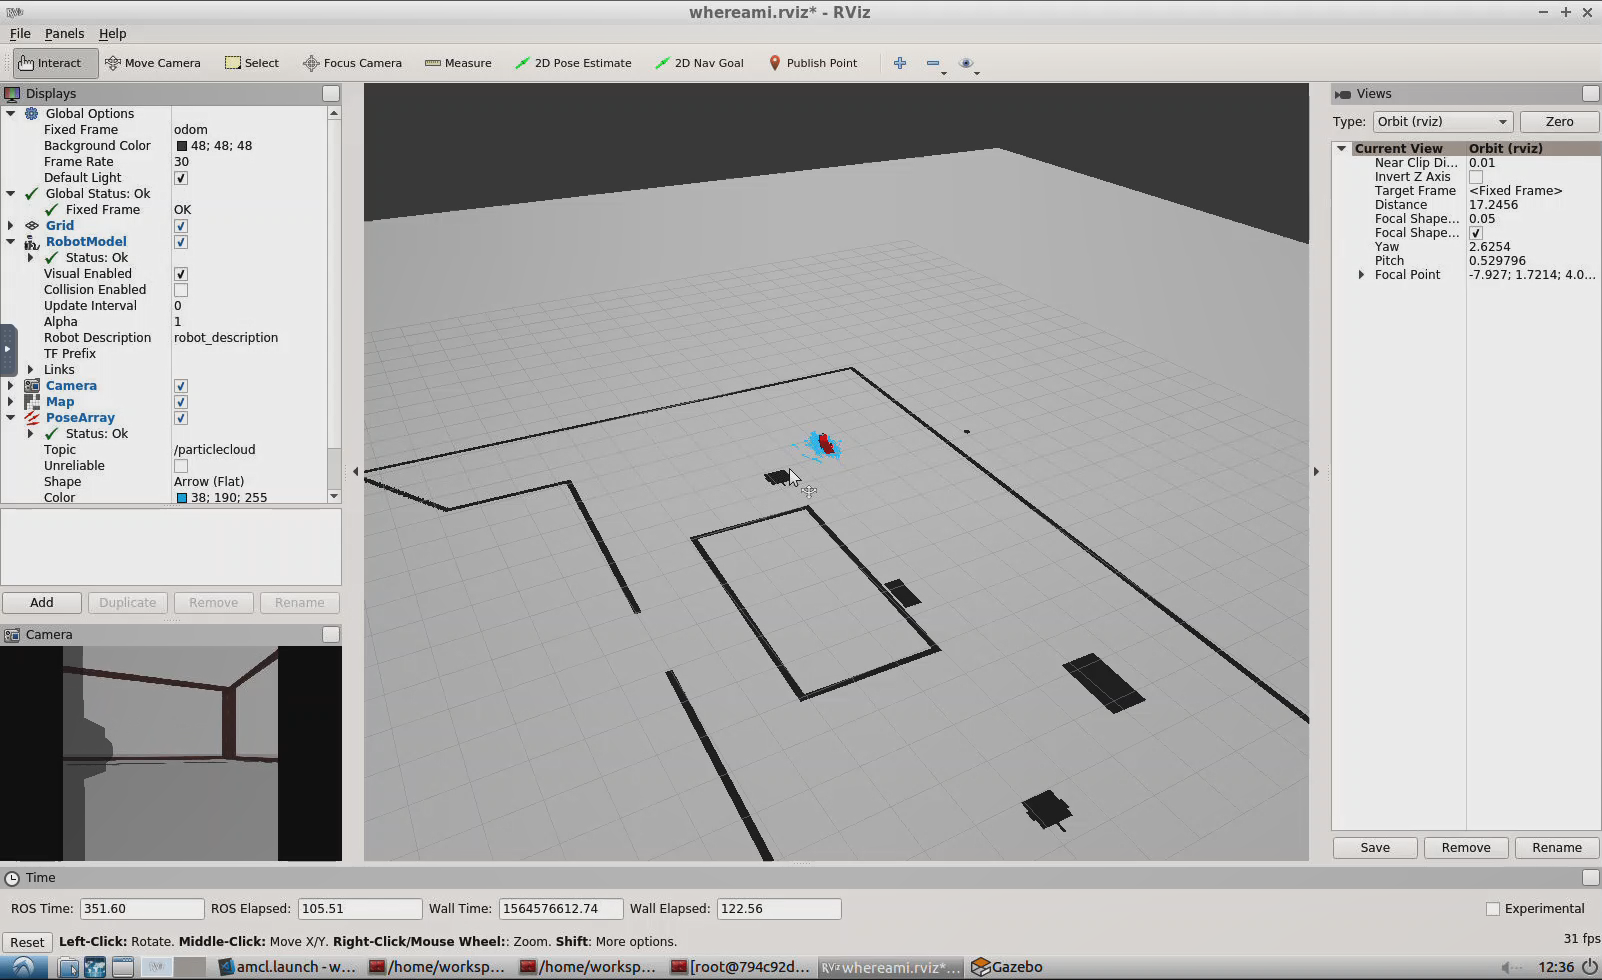 whereami.rviz* - RViz
File Panels Help
Interact Move Camera Select Focus Camera Measure 2D Pose Estimate 2D Nav Goal Publish Point
Displays
Global Options
Fixed Frame odom
Background Color 48; 48; 48
Frame Rate 30
Default Light
Global Status: Ok
Fixed Frame OK
Grid
RobotModel
Status: Ok
Visual Enabled
Collision Enabled
Update Interval 0
Alpha 1
Robot Description robot_description
TF Prefix
Links
Camera
Map
PoseArray
Status: Ok
Topic /particlecloud
Unreliable
Shape Arrow (Flat)
Color 38; 190; 255
Add Duplicate Remove Rename
Camera
Views
Type: Orbit (rviz) Zero
Current View Orbit (rviz)
Near Clip Di... 0.01
Invert Z Axis
Target Frame <Fixed Frame>
Distance 17.2456
Focal Shape... 0.05
Focal Shape...
Yaw 2.6254
Pitch 0.529796
Focal Point -7.927; 1.7214; 4.0...
Save Remove Rename
Time
ROS Time: 351.60 ROS Elapsed: 105.51 Wall Time: 1564576612.74 Wall Elapsed: 122.56 Experimental
Reset Left-Click: Rotate. Middle-Click: Move X/Y. Right-Click/Mouse Wheel:: Zoom. Shift: More options. 31 fps
amcl.launch - w... /home/worksp... /home/worksp... [root@794c92d... RViz whereami.rviz*... Gazebo 12:36